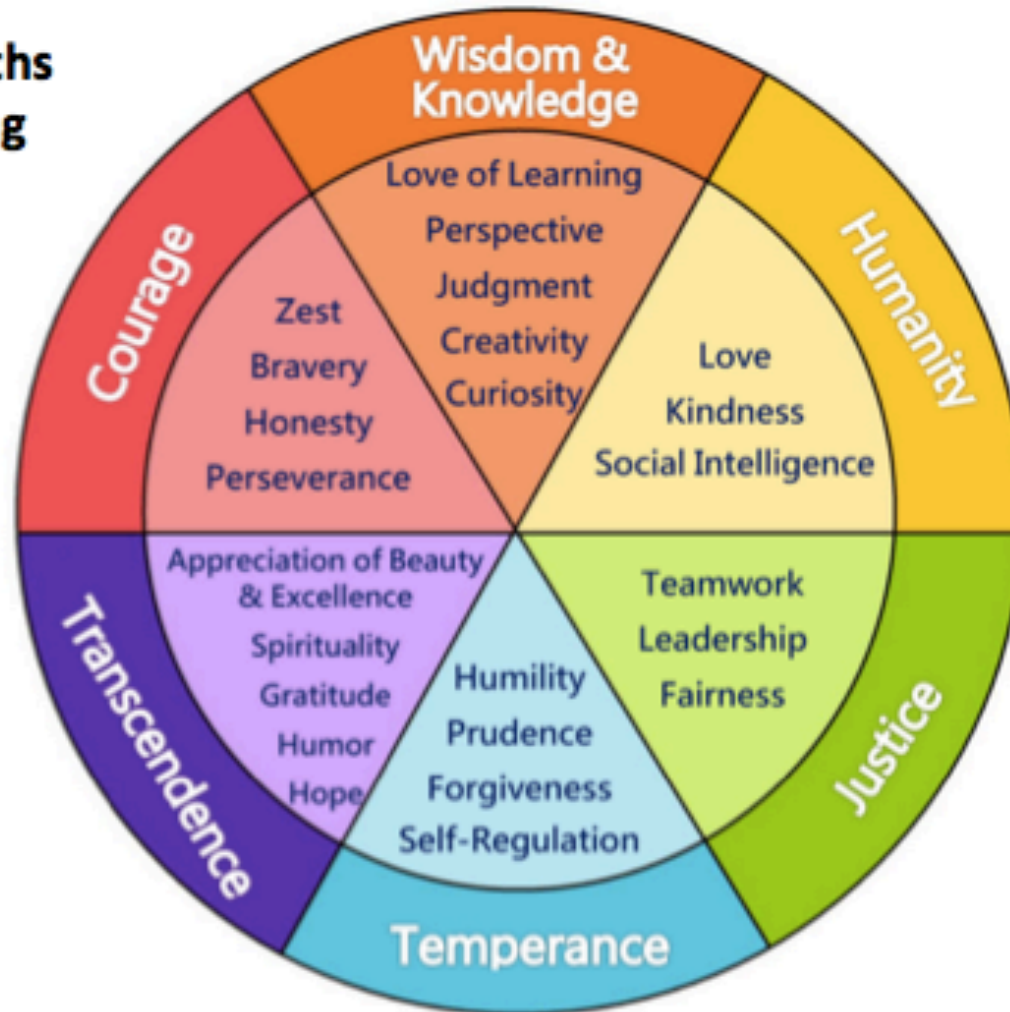 Wisdom &
Knowledge
Love of Learning
Perspective
Judgment
Creativity
Curiosity
Humanity
Love
Kindness
Social Intelligence
Justice
Teamwork
Leadership
Fairness
Temperance
Humility
Prudence
Forgiveness
Self-Regulation
Transcendence
Appreciation of Beauty
& Excellence
Spirituality
Gratitude
Humor
Hope
Courage
Zest
Bravery
Honesty
Perseverance